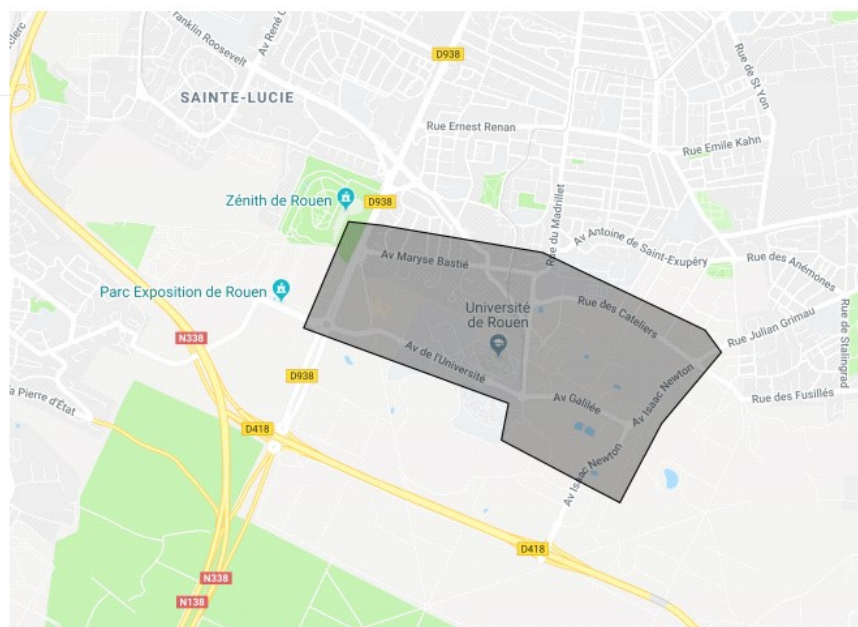 Franklin Roosevelt
D938
Rue de St Yon
SAINTE-LUCIE
Rue Ernest Renan
Rue Emile Kahn
Zénith de Rouen
D938
Rue du Madrillet
Av Antoine de Saint-Exupéry
Av Maryse Bastié
Rue des Anémones
Parc Exposition de Rouen
Université
de Rouen
Rue des Cateliers
Rue Julian Grimau
Rue de Stalingrad
N338
Av de l'Université
D938
Av Isaac Newton
Av Galilée
Rue des Fusillés
a Pierre d'État
D418
Av Isaac Newton
D418
N338
N138